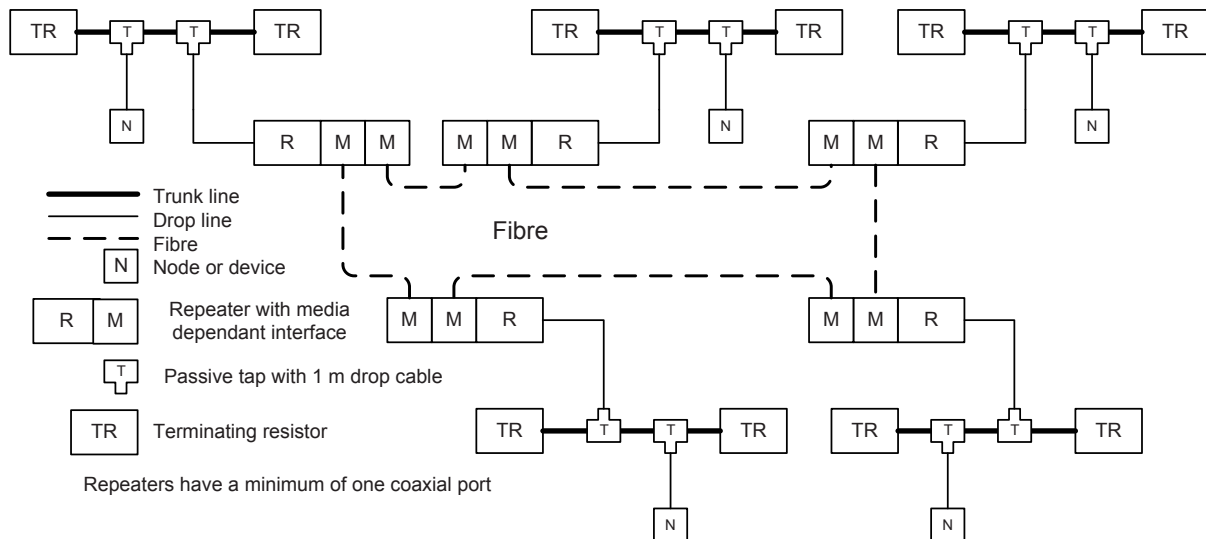 TR T T TR TR T T TR TR T T TR
N N N
R M M M M R M M R
Trunk line
Drop line
Fibre
Fibre
N Node or device
R M Repeater with media
dependant interface
M M R M M R
T Passive tap with 1 m drop cable
TR Terminating resistor
TR T T TR TR T T TR
Repeaters have a minimum of one coaxial port
N N